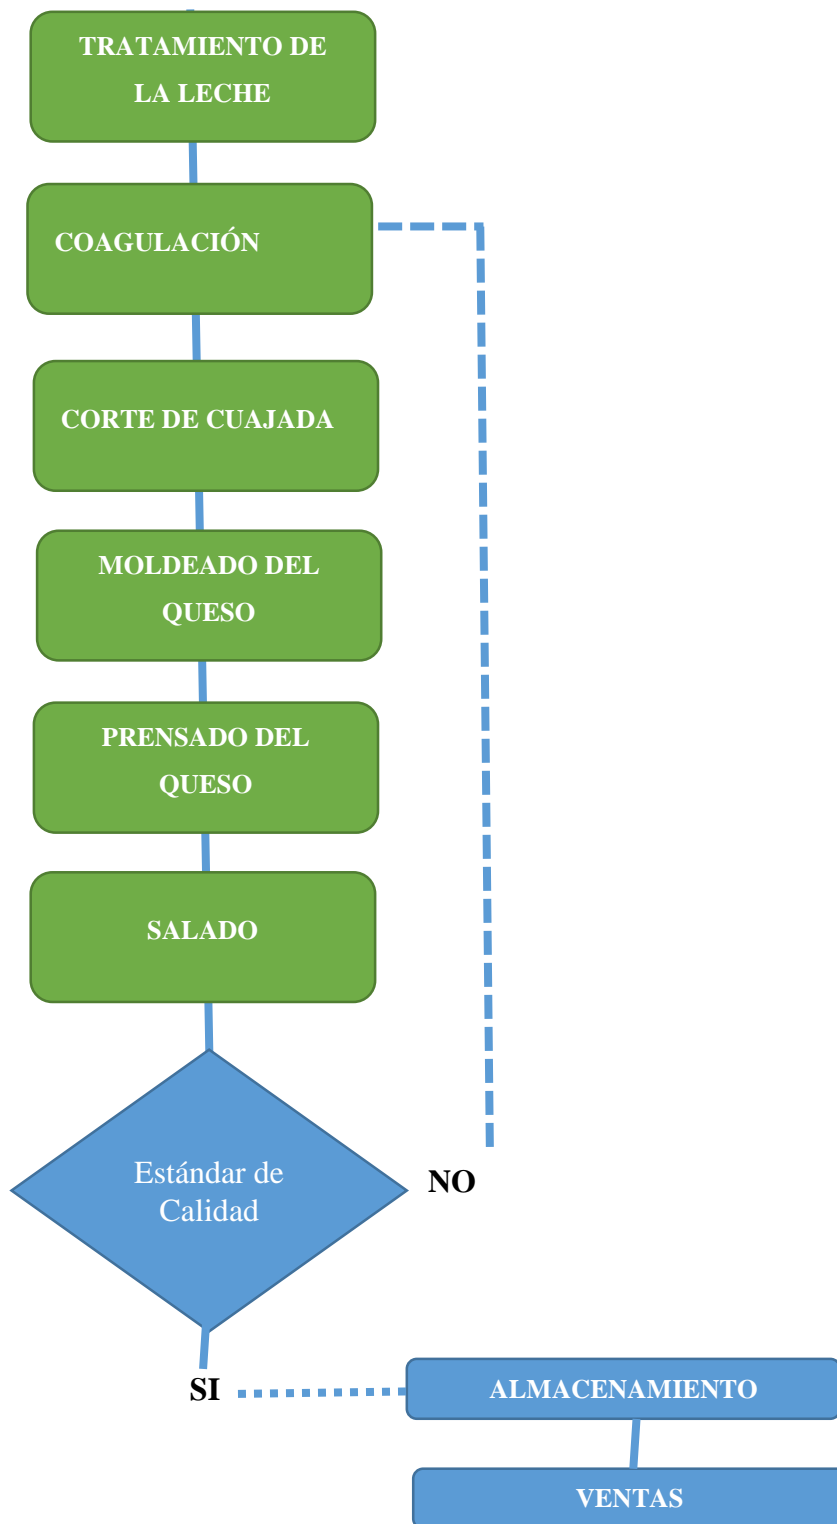 TRATAMIENTO DE
LA LECHE
COAGULACIÓN
CORTE DE CUAJADA
MOLDEADO DEL
QUESO
PRENSADO DEL
QUESO
SALADO
Estándar de
Calidad
NO
SI
ALMACENAMIENTO
VENTAS